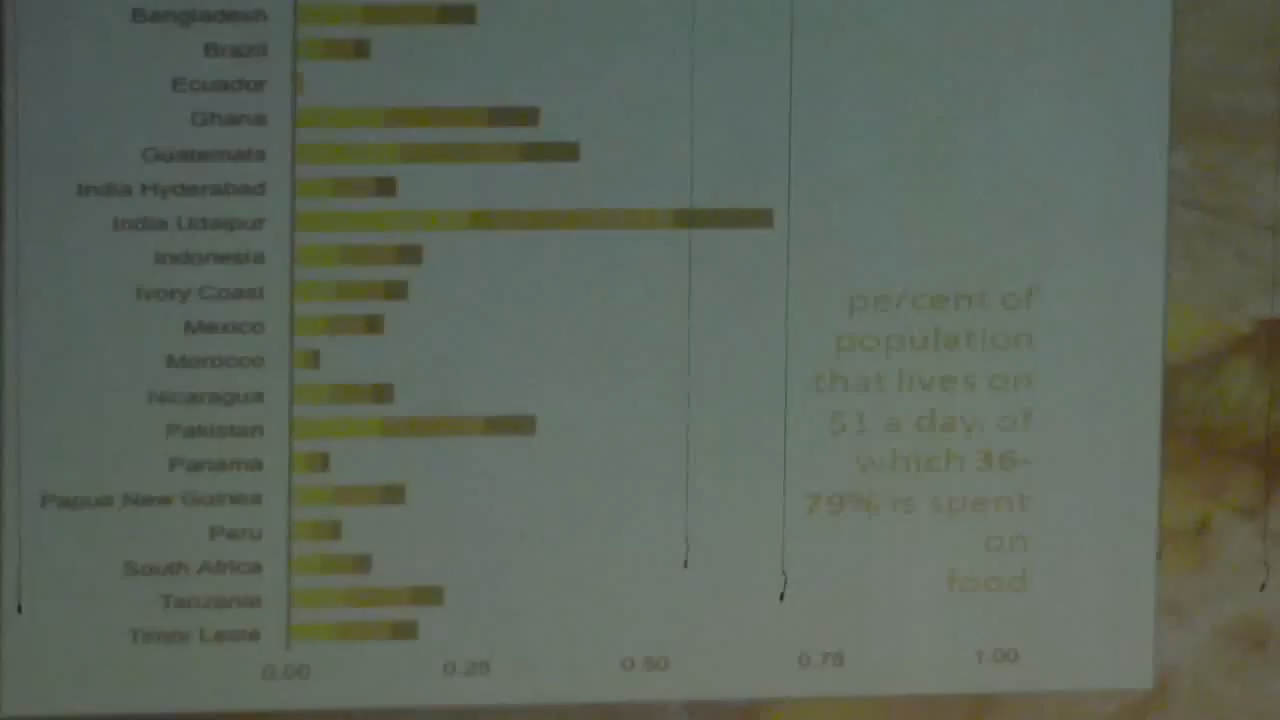 Bangladesh
Brazil
Ecuador
Ghana
Guatemala
India Hyderabad
India Udaipur
Indonesia
Ivory Coast
Mexico
Morocco
Nicaragua
Pakistan
Panama
Papua New Guinea
Peru
South Africa
Tanzania
Timor Leste
0.00 0.25 0.50 0.75 1.00
percent of
population
that lives on
$1 a day, of
which 36-
79% is spent
on
food